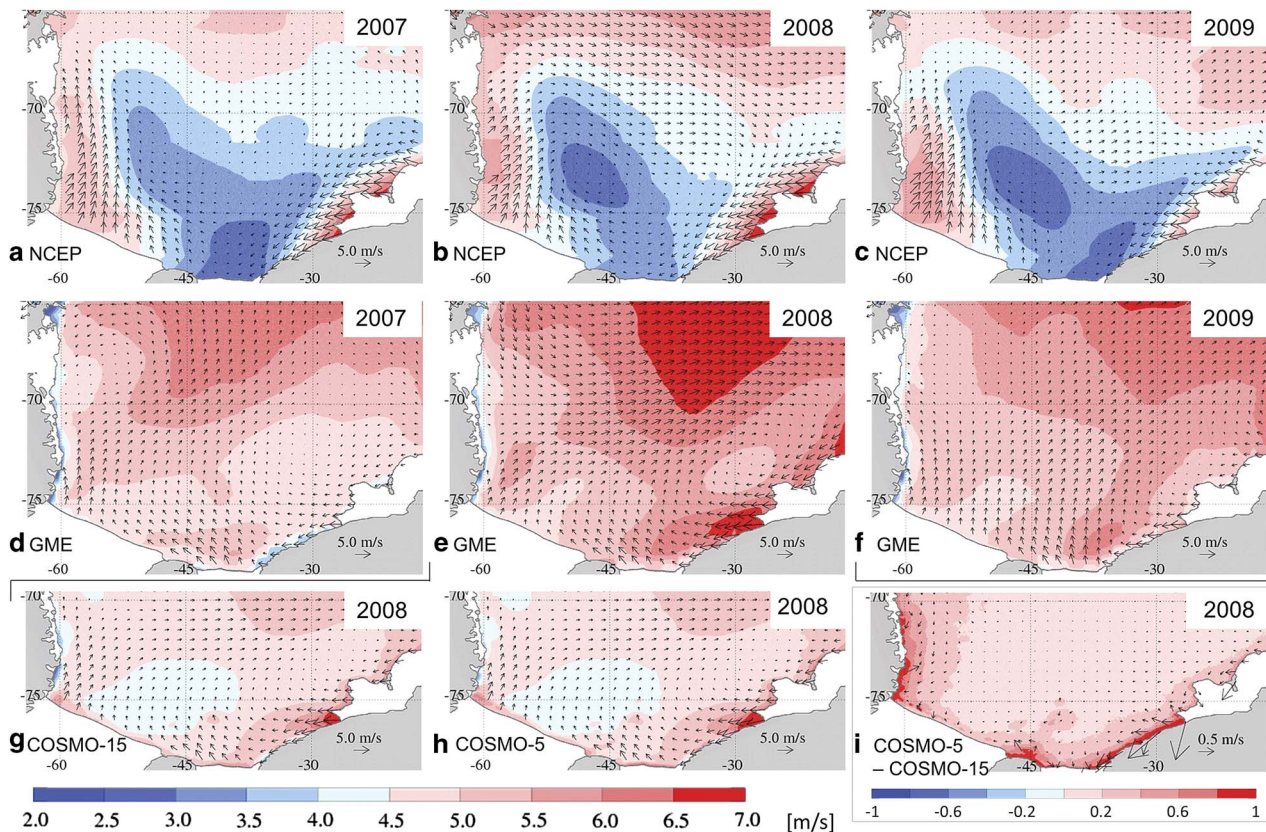 2007
2008
2009
-70
-70
-70
-75
-75
-75
a NCEP
5.0 m/s
b NCEP
5.0 m/s
c NCEP
5.0 m/s
-60
-45
-30
-60
-45
-30
-60
-45
-30
2007
2008
2009
-70
-70
-70
-75
-75
-75
d GME
5.0 m/s
e GME
5.0 m/s
f GME
5.0 m/s
-60
-45
-30
-60
-45
-30
-60
-45
-30
2008
2008
2008
-70
-70
-70
-75
-75
-75
g COSMO-15
5.0 m/s
h COSMO-5
5.0 m/s
i COSMO-5
– COSMO-15
0.5 m/s
-60
-45
-30
-60
-45
-30
-45
-30
2.0 2.5 3.0 3.5 4.0 4.5 5.0 5.5 6.0 6.5 7.0 [m/s]
-1 -0.6 -0.2 0.2 0.6 1